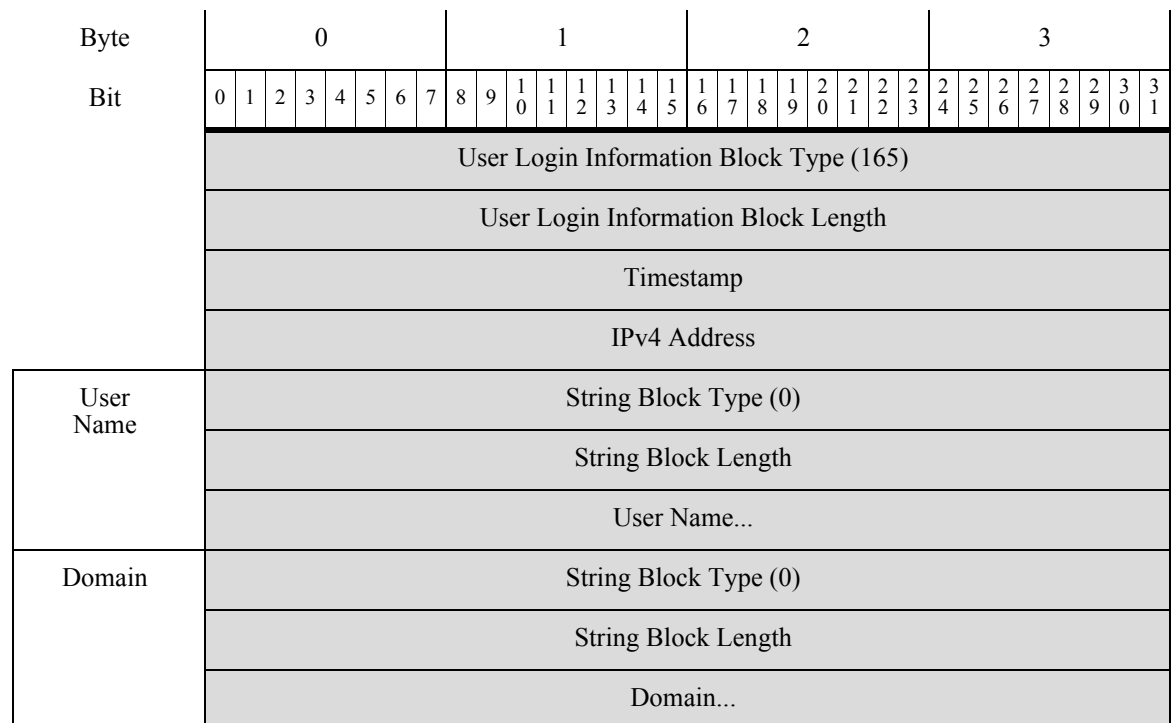 Byte 0 1 2 3
Bit 0 1 2 3 4 5 6 7 8 9 10 11 12 13 14 15 16 17 18 19 20 21 22 23 24 25 26 27 28 29 30 31
User Login Information Block Type (165)
User Login Information Block Length
Timestamp
IPv4 Address
User
Name
String Block Type (0)
String Block Length
User Name...
Domain
String Block Type (0)
String Block Length
Domain...